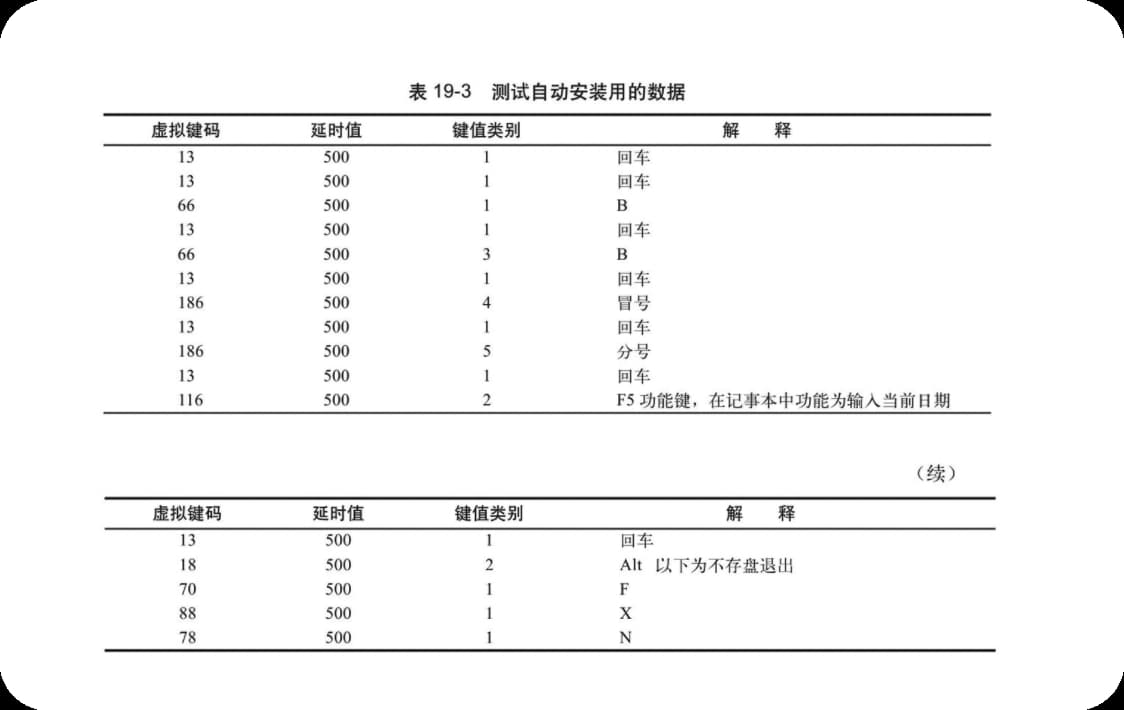 表 19-3 测试自动安装用的数据
虚拟键码 延时值 键值类别 解 释
13 500 1 回车
13 500 1 回车
66 500 1 B
13 500 1 回车
66 500 3 B
13 500 1 回车
186 500 4 冒号
13 500 1 回车
186 500 5 分号
13 500 1 回车
116 500 2 F5 功能键，在记事本中功能为输入当前日期
（续）
虚拟键码 延时值 键值类别 解 释
13 500 1 回车
18 500 2 Alt 以下为不存盘退出
70 500 1 F
88 500 1 X
78 500 1 N